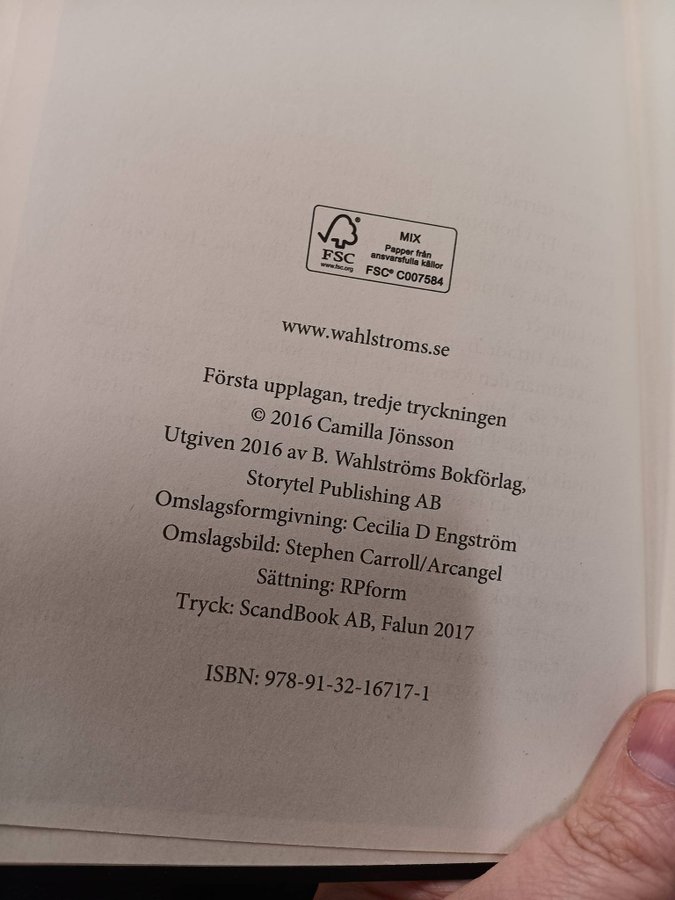 FSC®
www.fsc.org
MIX
Papper från
ansvarsfulla källor
FSC® C007584
www.wahlstroms.se
Första upplagan, tredje tryckningen
© 2016 Camilla Jönsson
Utgiven 2016 av B. Wahlströms Bokförlag,
Storytel Publishing AB
Omslagsformgivning: Cecilia D Engström
Omslagsbild: Stephen Carroll/Arcangel
Sättning: RPform
Tryck: ScandBook AB, Falun 2017
ISBN: 978-91-32-16717-1